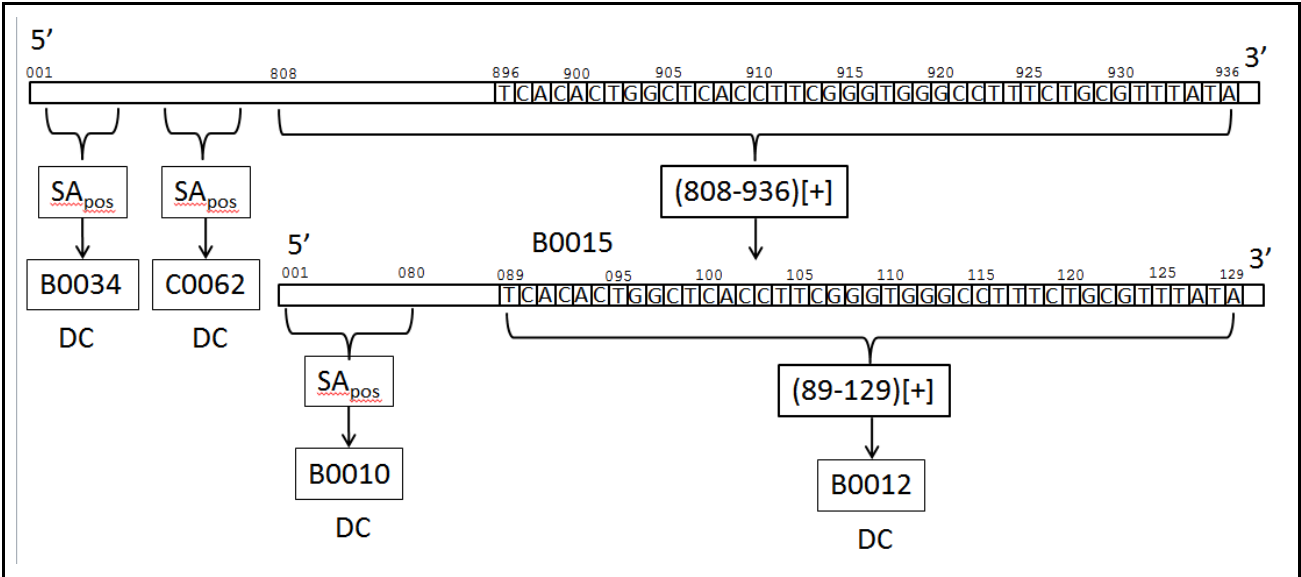 5’
3’
001 808 896 900 905 910 915 920 925 930 936
TCACACTGGCTCACCTTCGGGTGGGCCTTTCTGCGTTTATA
SApos SApos (808-936)[+]
B0034 C0062
DC DC
B0015
5’
3’
001 080 089 095 100 105 110 115 120 125 129
TCACACTGGCTCACCTTCGGGTGGGCCTTTCTGCGTTTATA
SApos (89-129)[+]
B0010 B0012
DC DC